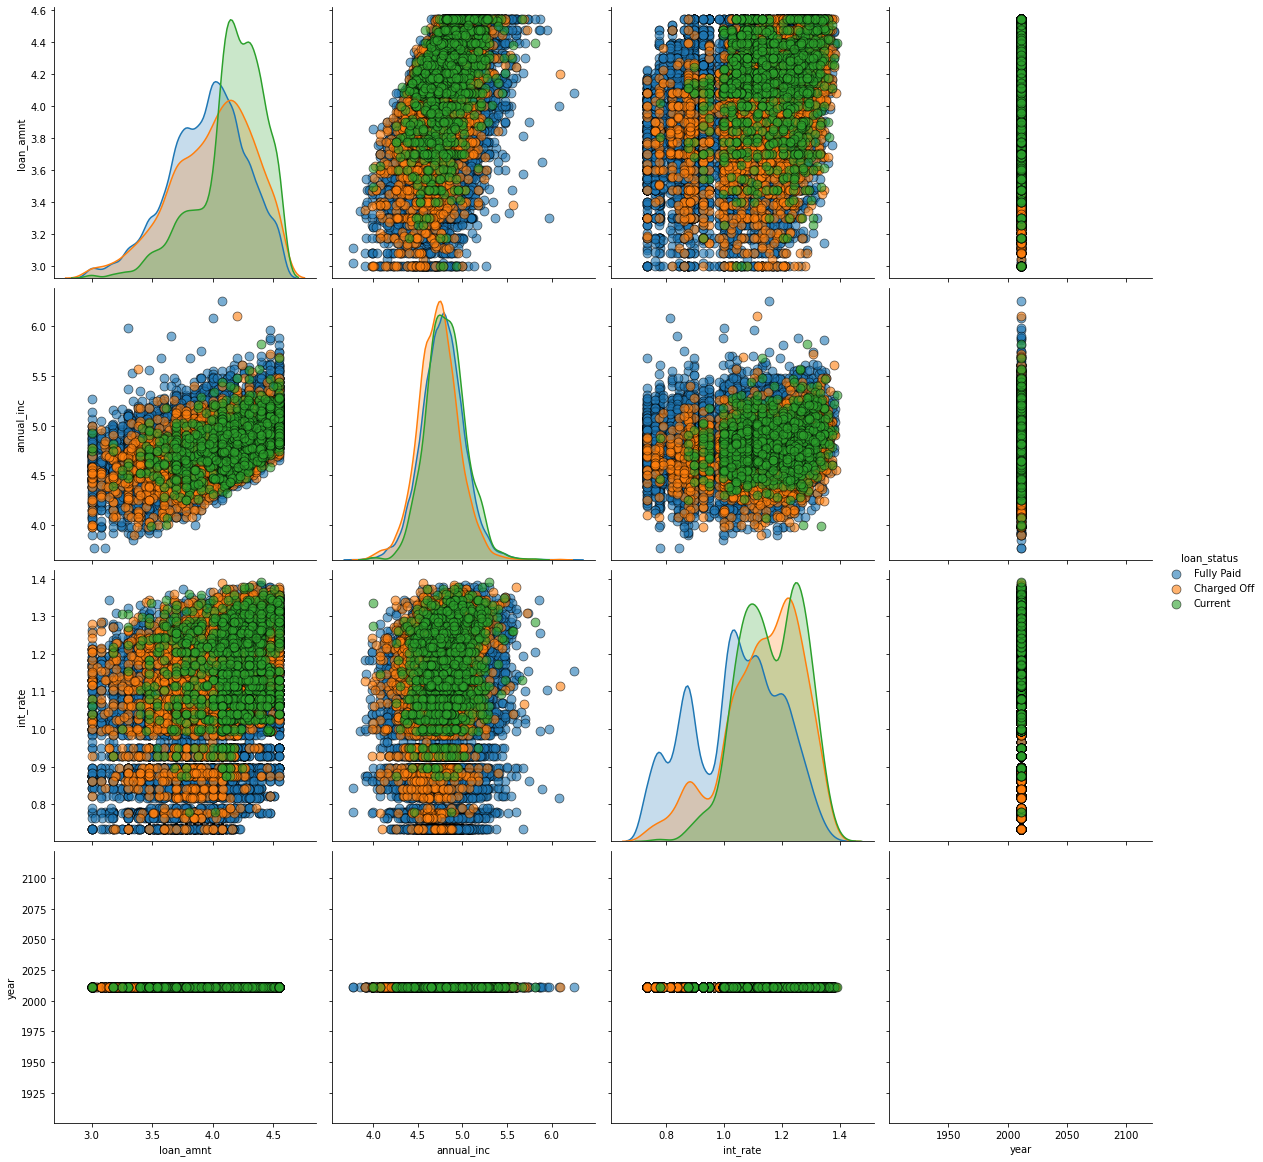 4.6
4.4
4.2
4.0
3.8
3.6
3.4
3.2
3.0
loan_amnt
6.0
5.5
5.0
4.5
4.0
annual_inc
loan_status
Fully Paid
Charged Off
Current
1.4
1.3
1.2
1.1
1.0
0.9
0.8
int_rate
2100
2075
2050
2025
2000
1975
1950
1925
year
3.0 3.5 4.0 4.5
loan_amnt
4.0 4.5 5.0 5.5 6.0
annual_inc
0.8 1.0 1.2 1.4
int_rate
1950 2000 2050 2100
year